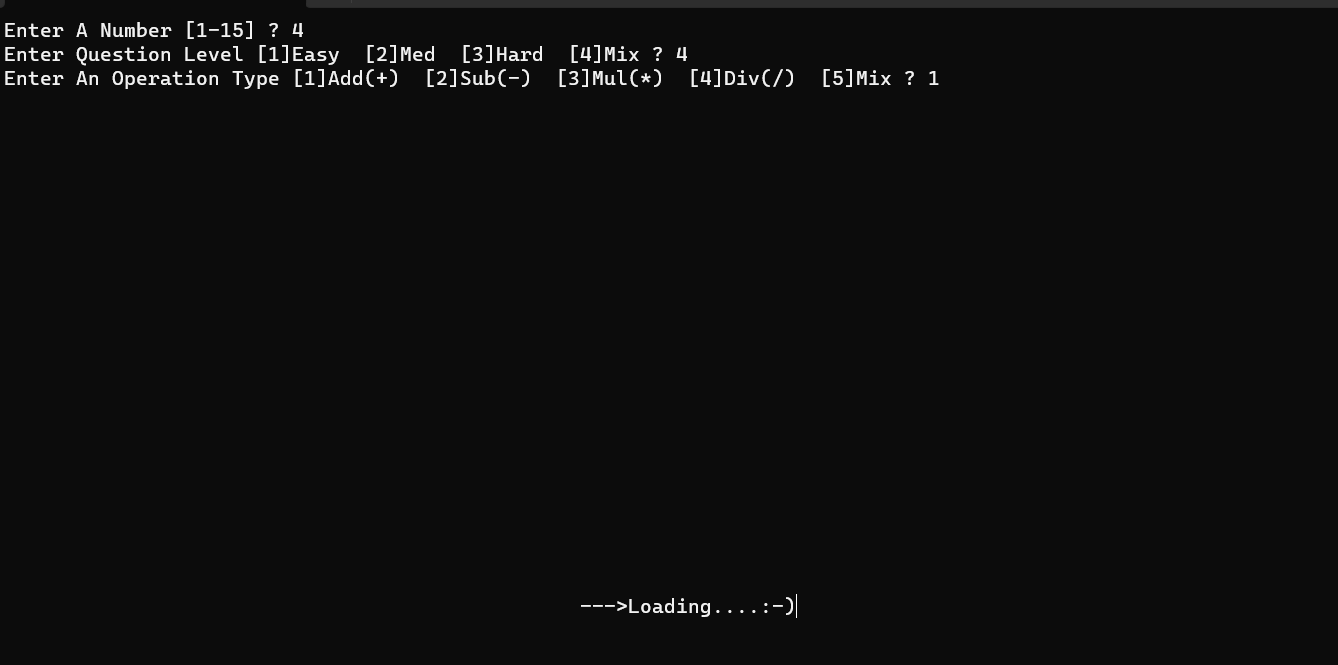 Enter A Number [1-15] ? 4
Enter Question Level [1]Easy  [2]Med  [3]Hard  [4]Mix ? 4
Enter An Operation Type [1]Add(+)  [2]Sub(-)  [3]Mul(*)  [4]Div(/)  [5]Mix ? 1
--->Loading....:-)